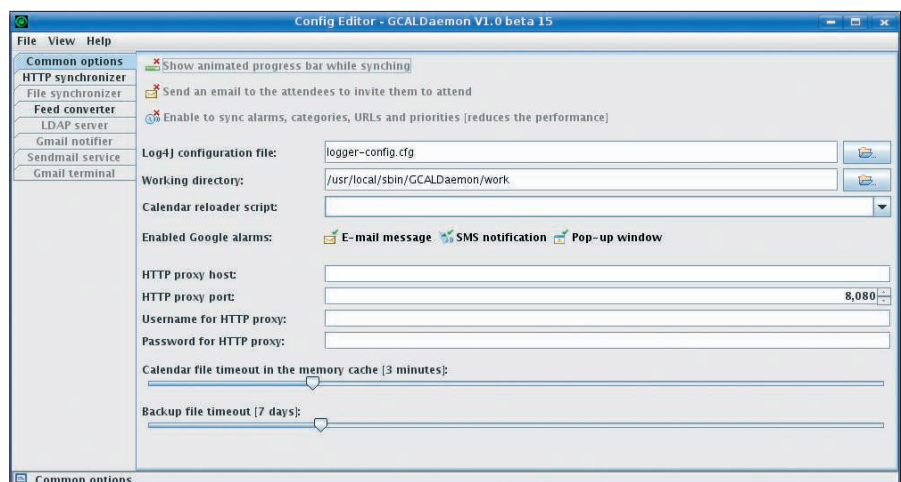 Config Editor - GCALDaemon V1.0 beta 15
File View Help
Common options
HTTP synchronizer
File synchronizer
Feed converter
LDAP server
Gmail notifier
Sendmail service
Gmail terminal
Show animated progress bar while synching
Send an email to the attendees to invite them to attend
Enable to sync alarms, categories, URLs and priorities [reduces the performance]
Log4J configuration file: logger-config.cfg
Working directory: /usr/local/sbin/GCALDaemon/work
Calendar reloader script:
Enabled Google alarms: E-mail message SMS notification Pop-up window
HTTP proxy host:
HTTP proxy port: 8,080
Username for HTTP proxy:
Password for HTTP proxy:
Calendar file timeout in the memory cache [3 minutes]:
Backup file timeout [7 days]:
Common options